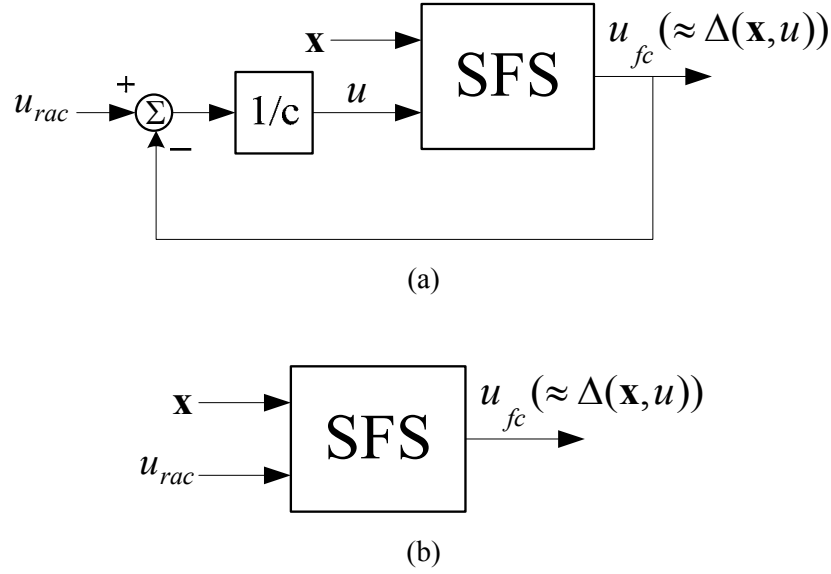 x
SFS
u_fc (≈ Δ(x, u))
+
u_rac
Σ
1/c
u
−
(a)
x
SFS
u_fc (≈ Δ(x, u))
u_rac
(b)